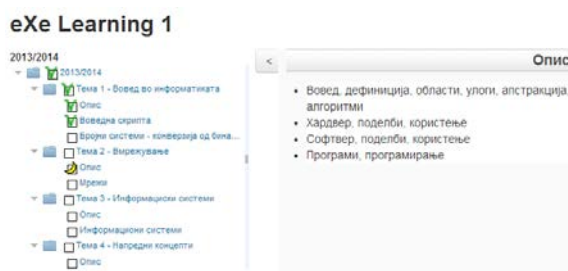 eXe Learning 1
2013/2014
2013/2014
Тема 1 - Вовед во информатиката
Опис
Воведна скрипта
Бројни системи - конверзија од бина...
Тема 2 - Вмрежување
Опис
Мрежи
Тема 3 - Информациони системи
Опис
Информациони системи
Тема 4 - Напредни концепти
Опис
<
Опис
• Вовед, дефиниција, области, улоги, апстракција,
алгоритми
• Хардвер, поделби, користење
• Софтвер, поделби, користење
• Програми, програмирање